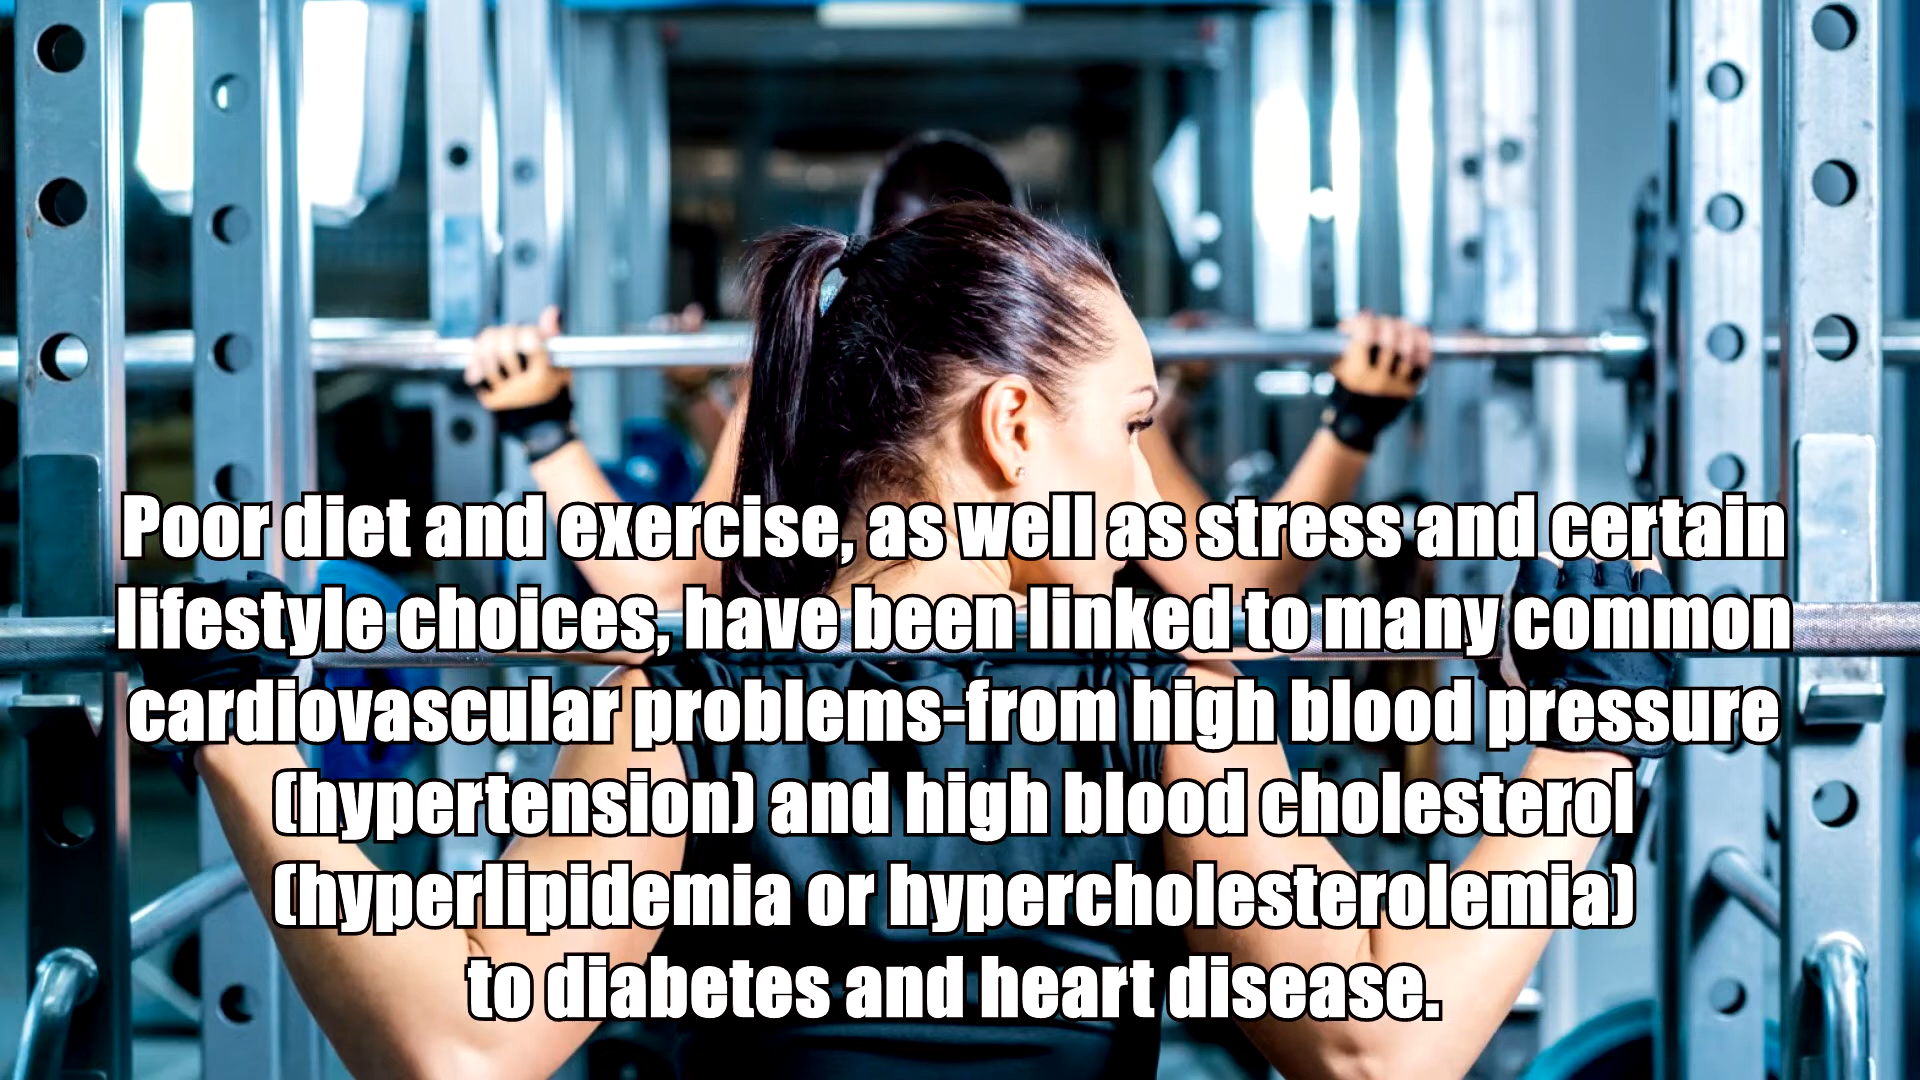 Poor diet and exercise, as well as stress and certain
lifestyle choices, have been linked to many common
cardiovascular problems-from high blood pressure
(hypertension) and high blood cholesterol
(hyperlipidemia or hypercholesterolemia)
to diabetes and heart disease.